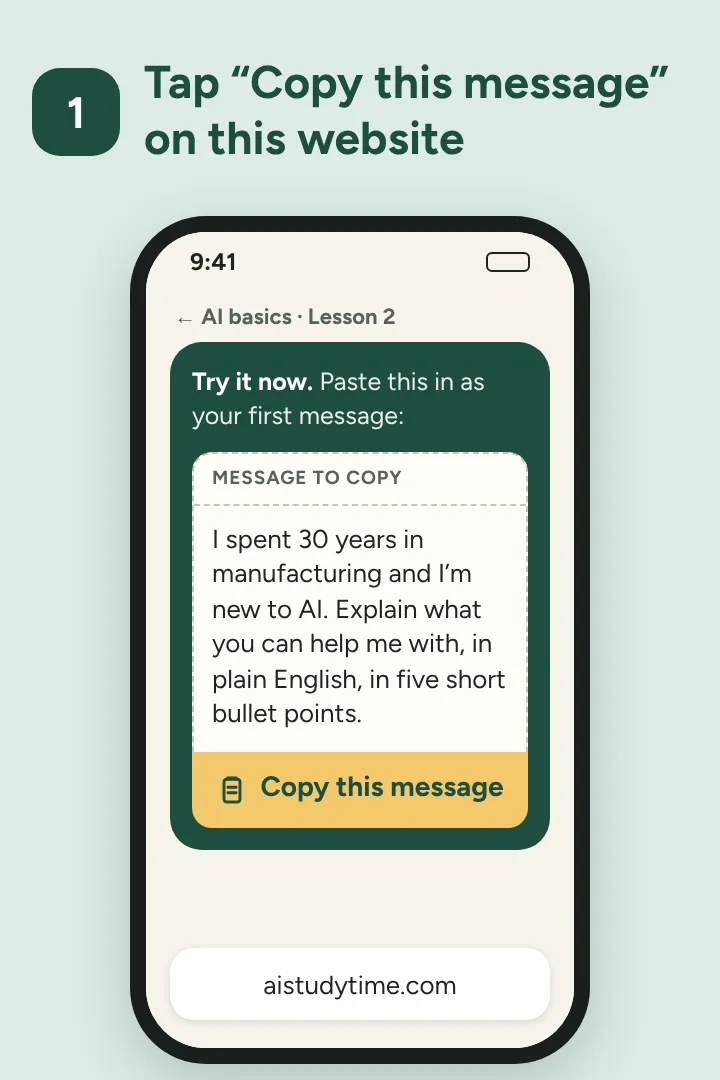 1
Tap “Copy this message”
on this website
9:41
← AI basics · Lesson 2
Try it now. Paste this in as
your first message:
MESSAGE TO COPY
I spent 30 years in
manufacturing and I’m
new to AI. Explain what
you can help me with, in
plain English, in five short
bullet points.
Copy this message
aistudytime.com